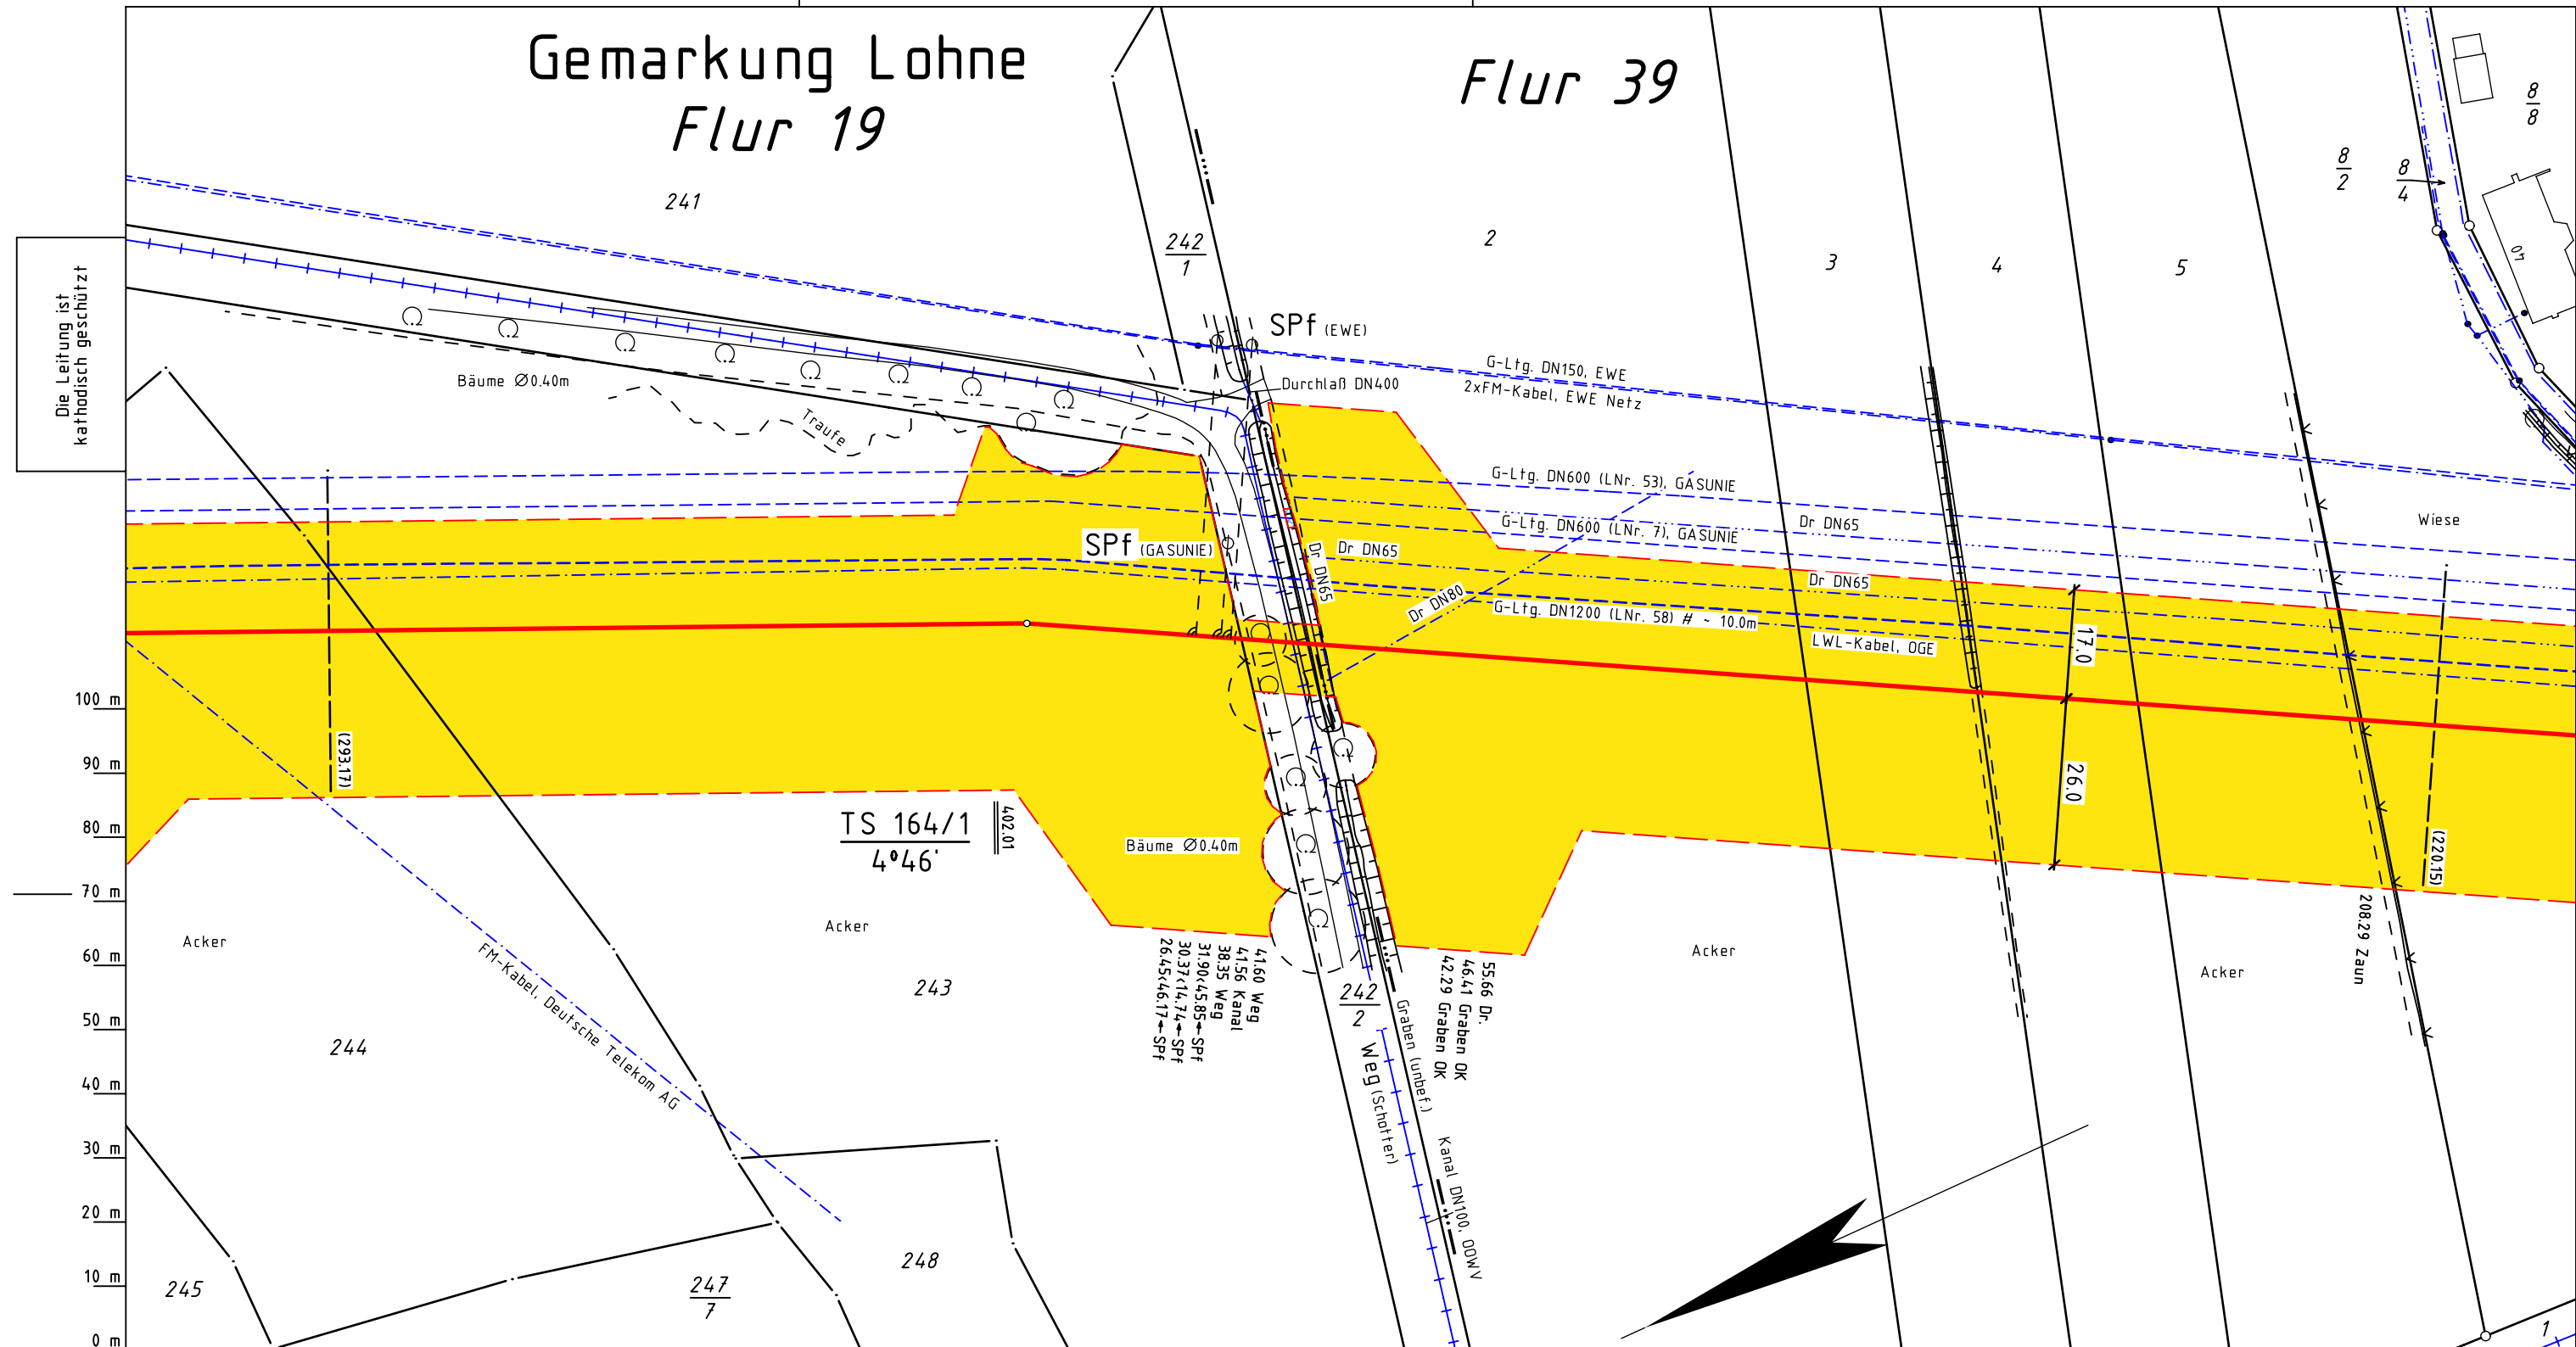 Gemarkung Lohne
Flur 19
Flur 39
241
242
1
2
3
4
5
8
2
8
4
8
8
40
Die Leitung ist
kathodisch geschützt
Bäume Ø0.40m
Traufe
SPf (EWE)
Durchlaß DN400
G-Ltg. DN150, EWE
2xFM-Kabel, EWE Netz
G-Ltg. DN600 (LNr. 53), GASUNIE
G-Ltg. DN600 (LNr. 7), GASUNIE
Dr DN65
Wiese
SPf (GASUNIE)
Dr DN65
Dr DN65
Dr DN65
Dr DN80
G-Ltg. DN1200 (LNr. 58) # ~ 10.0m
LWL-Kabel, OGE
17.0
26.0
(293.17)
(220.15)
208.29 Zaun
TS 164/1
4°46'
402.01
Bäume Ø0.40m
Acker
Acker
Acker
Acker
243
244
245
247
7
248
242
2
FM-Kabel, Deutsche Telekom AG
41.60 Weg
41.56 Kanal
38.35 Weg
31.90<45.85→SPf
30.37<14.74→SPf
26.45<46.17→SPf
55.66 Dr.
46.41 Graben OK
42.29 Graben OK
Weg (Schotter)
Graben (unbef.)
Kanal DN100, OOWV
1
100 m
90 m
80 m
70 m
60 m
50 m
40 m
30 m
20 m
10 m
0 m